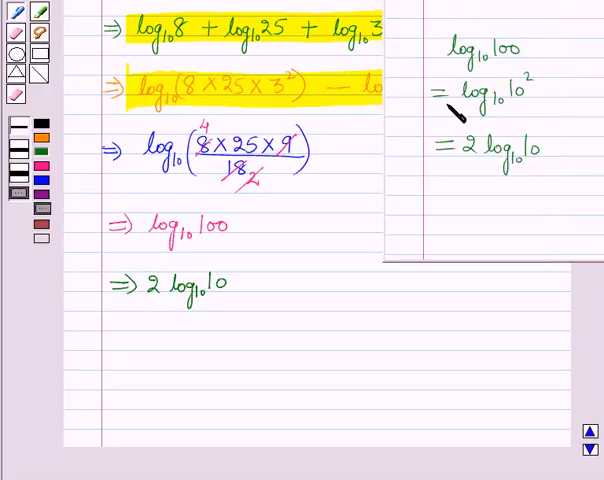 ⇒ log₁₀8 + log₁₀25 + log₁₀3
⇒ log₁₀(8 × 25 × 3²) −
⇒ log₁₀(8 × 25 × 9 / 18)
4
2
⇒ log₁₀100
⇒ 2 log₁₀10
log₁₀100
= log₁₀10²
= 2 log₁₀10